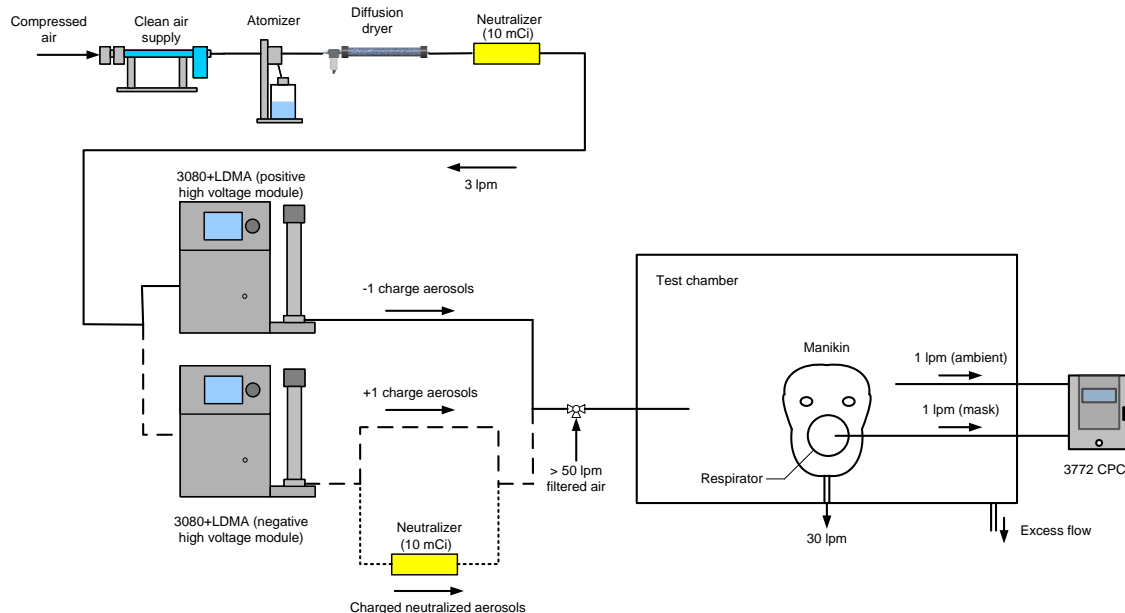 Compressed
air
Clean air
supply
Atomizer
Diffusion
dryer
Neutralizer
(10 mCi)
3 lpm
3080+LDMA (positive
high voltage module)
-1 charge aerosols
Test chamber
Manikin
1 lpm (ambient)
+1 charge aerosols
1 lpm (mask)
> 50 lpm
filtered air
Respirator
3772 CPC
3080+LDMA (negative
high voltage module)
Neutralizer
(10 mCi)
30 lpm
Excess flow
Charged neutralized aerosols